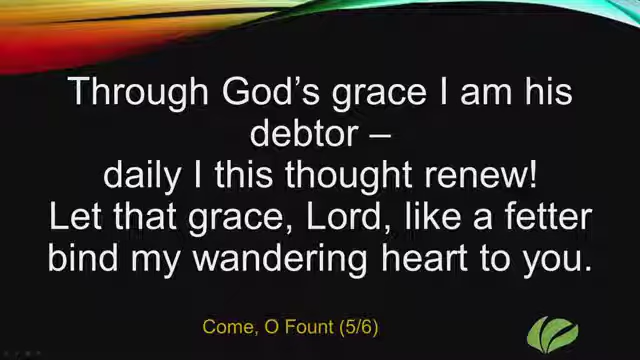 Through God’s grace I am his
debtor –
daily I this thought renew!
Let that grace, Lord, like a fetter
bind my wandering heart to you.
Come, O Fount (5/6)